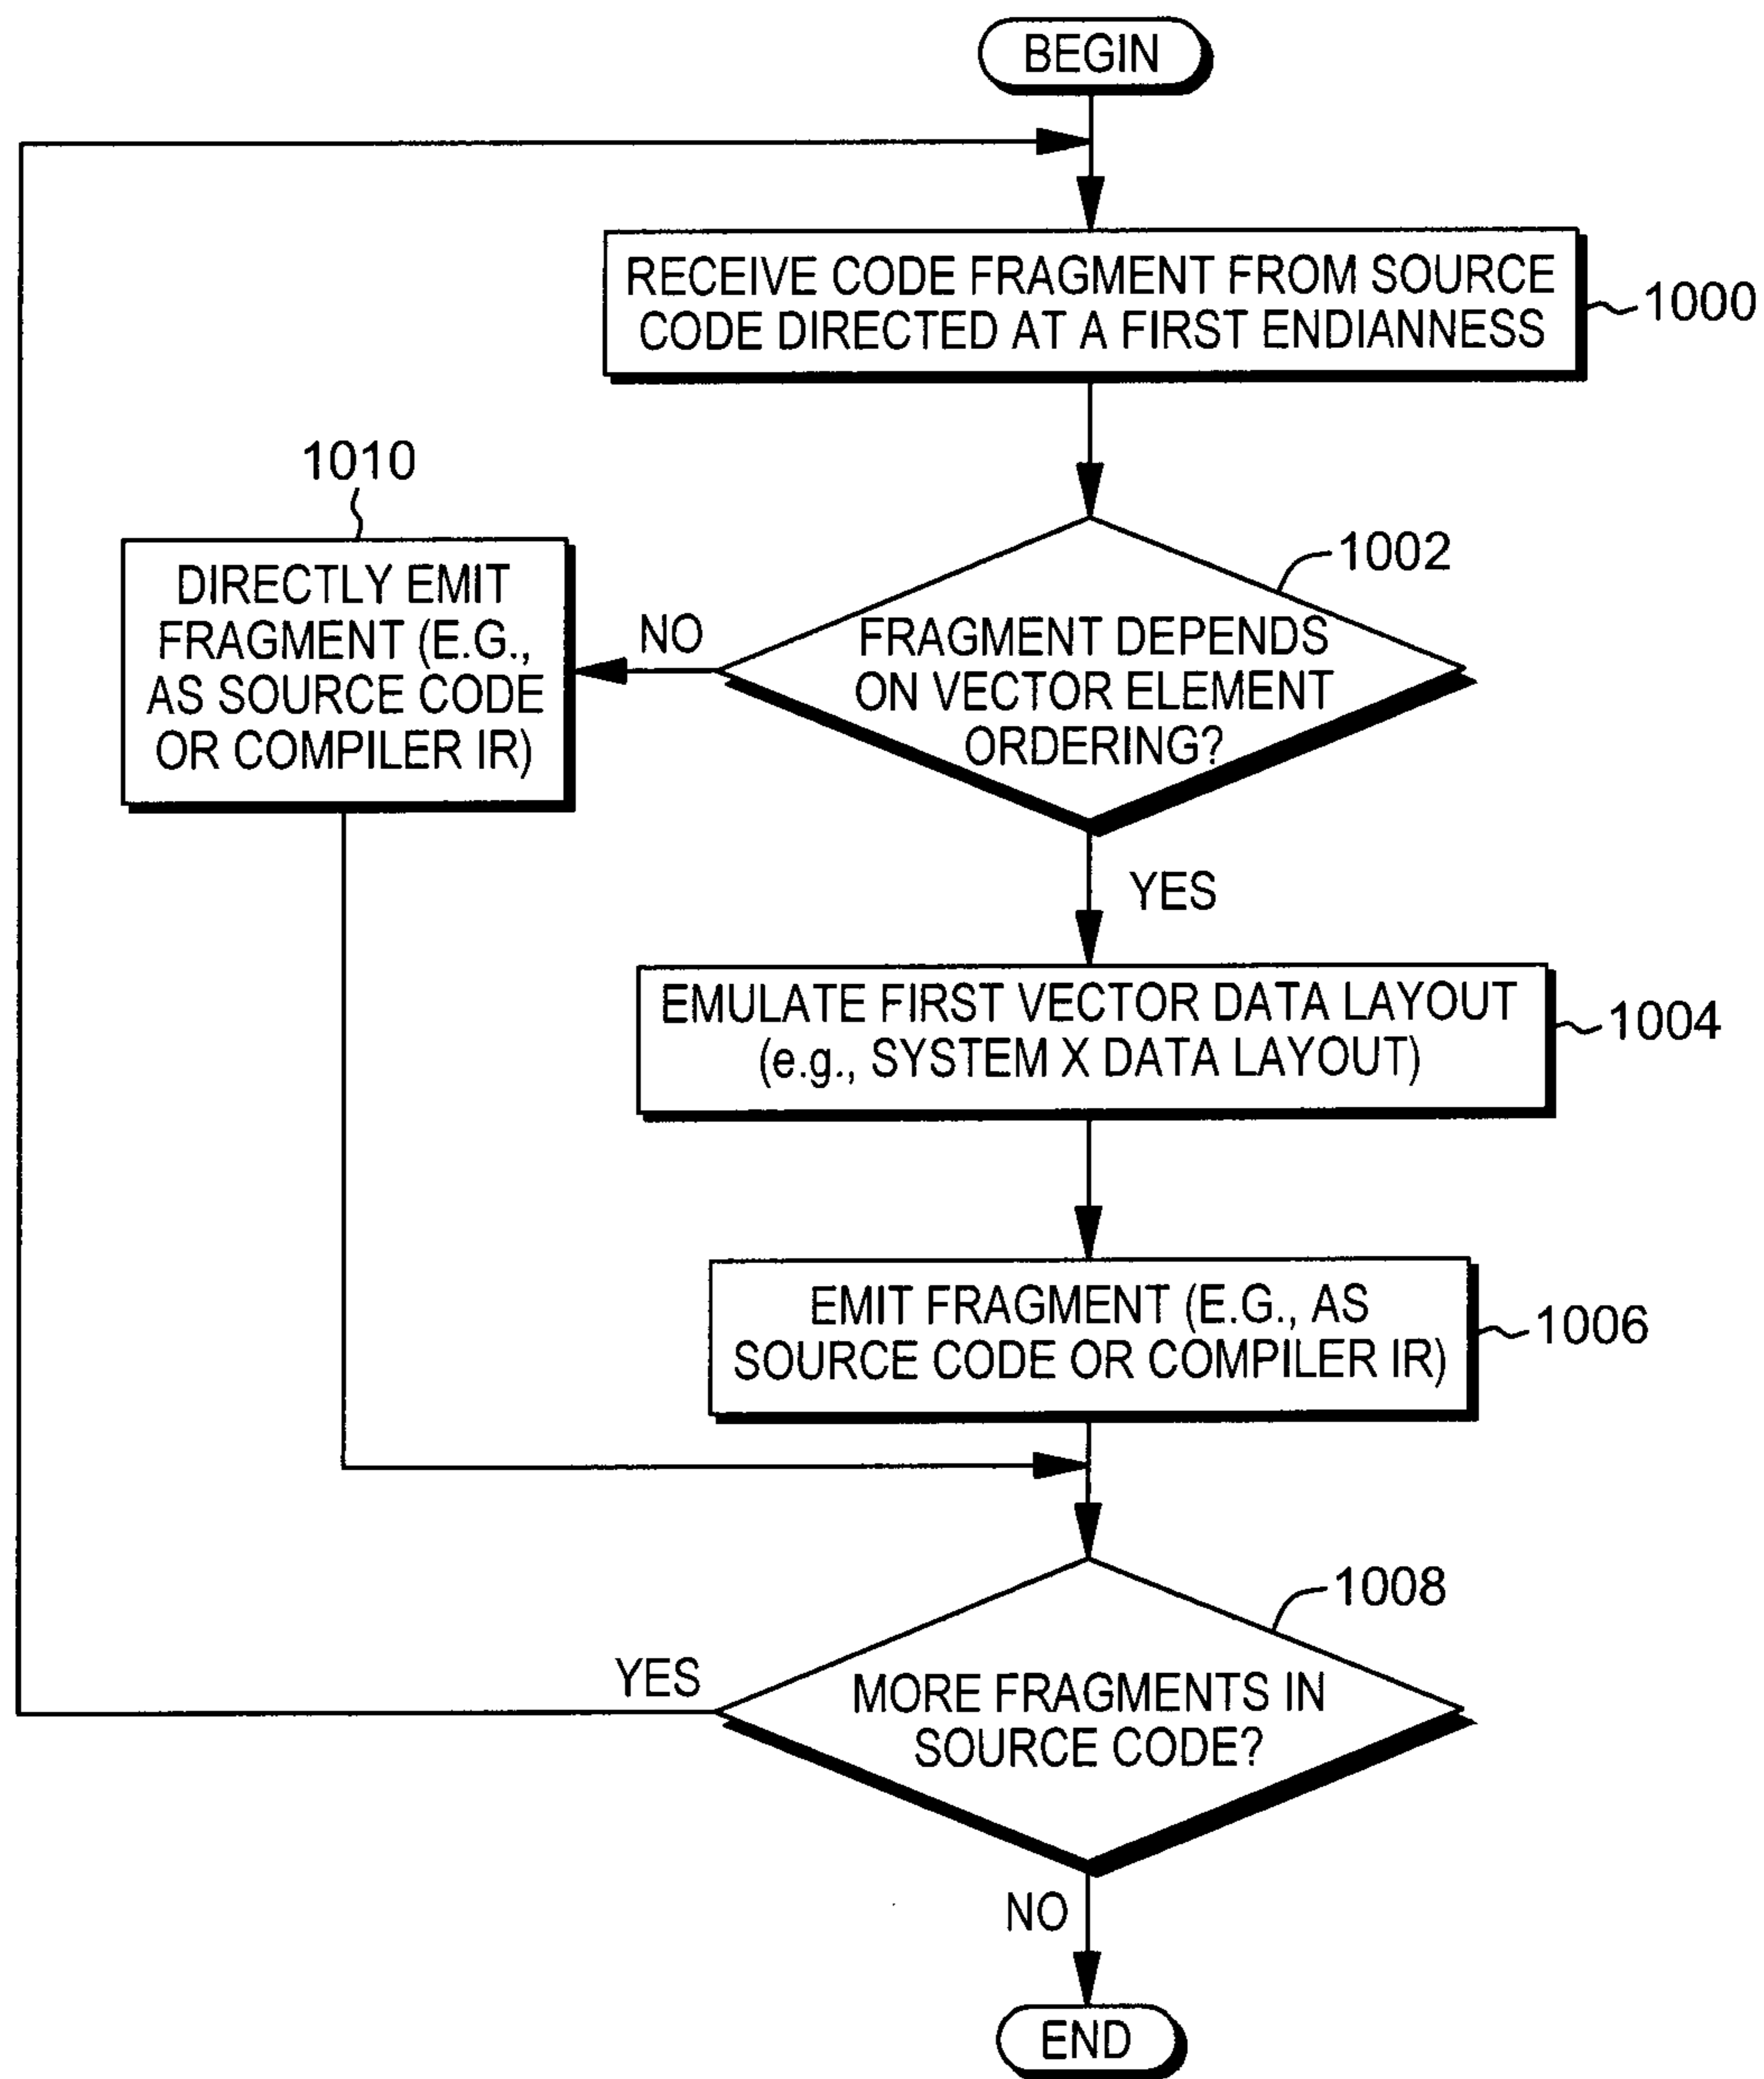 BEGIN
RECEIVE CODE FRAGMENT FROM SOURCE
CODE DIRECTED AT A FIRST ENDIANNESS
1000
1010
DIRECTLY EMIT
FRAGMENT (E.G.,
AS SOURCE CODE
OR COMPILER IR)
NO
1002
FRAGMENT DEPENDS
ON VECTOR ELEMENT
ORDERING?
YES
EMULATE FIRST VECTOR DATA LAYOUT
(e.g., SYSTEM X DATA LAYOUT)
1004
EMIT FRAGMENT (E.G., AS
SOURCE CODE OR COMPILER IR)
1006
1008
YES
MORE FRAGMENTS IN
SOURCE CODE?
NO
END